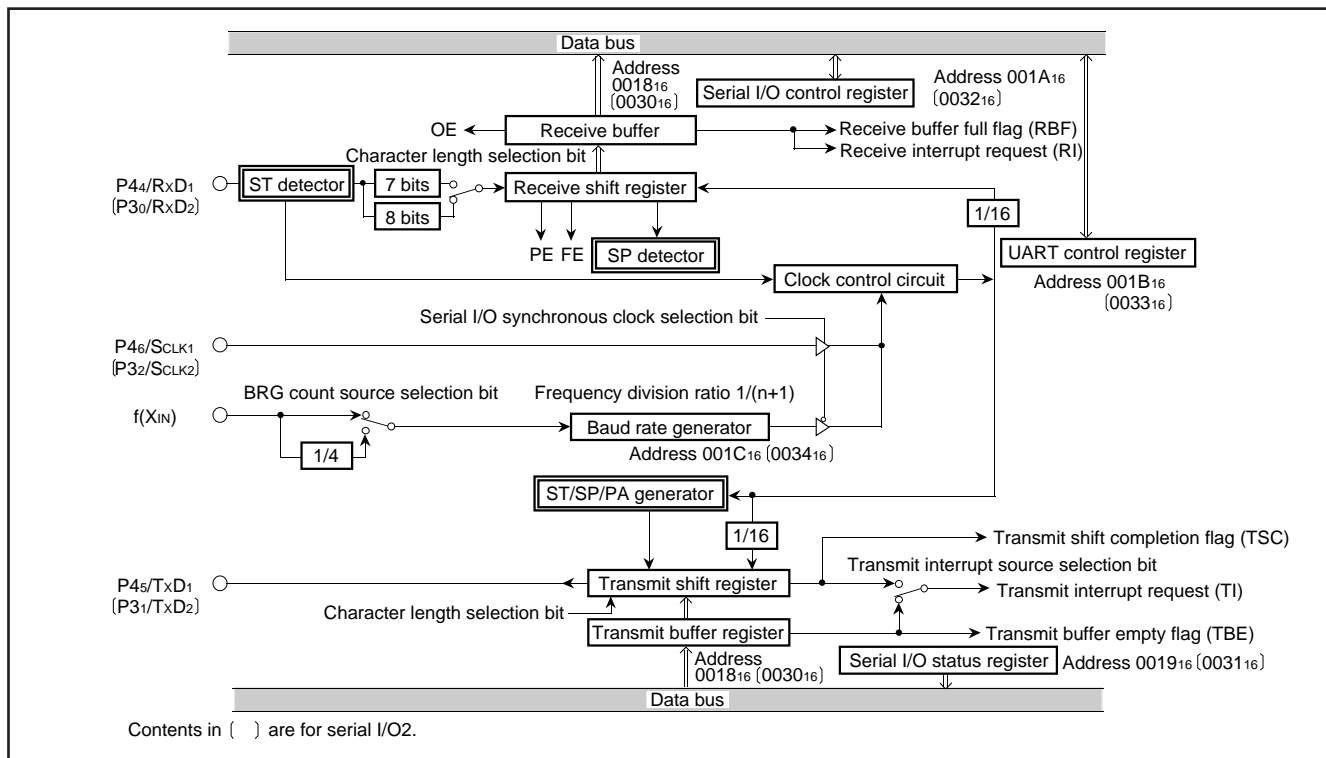 Data bus
Address
001816
〔003016〕
Serial I/O control register
Address 001A16
〔003216〕
OE
Receive buffer
Receive buffer full flag (RBF)
Receive interrupt request (RI)
Character length selection bit
P44/RXD1
〔P30/RXD2〕
ST detector
7 bits
8 bits
Receive shift register
1/16
PE FE
SP detector
UART control register
Address 001B16
〔003316〕
Clock control circuit
Serial I/O synchronous clock selection bit
P46/SCLK1
〔P32/SCLK2〕
BRG count source selection bit
Frequency division ratio 1/(n+1)
f(XIN)
Baud rate generator
1/4
Address 001C16〔003416〕
ST/SP/PA generator
1/16
Transmit shift completion flag (TSC)
Transmit interrupt source selection bit
P45/TXD1
〔P31/TXD2〕
Transmit shift register
Transmit interrupt request (TI)
Character length selection bit
Transmit buffer register
Transmit buffer empty flag (TBE)
Address
001816〔003016〕
Serial I/O status register
Address 001916〔003116〕
Data bus
Contents in〔 〕are for serial I/O2.